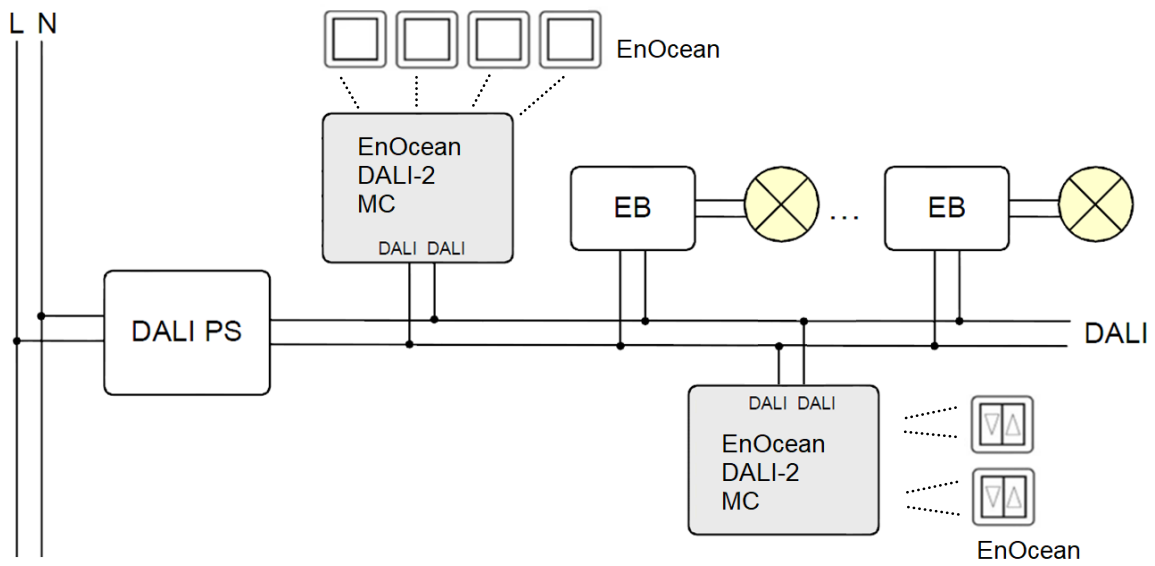 L N
EnOcean
EnOcean
DALI-2
MC
DALI DALI
EB
...
EB
DALI PS
DALI
DALI DALI
EnOcean
DALI-2
MC
EnOcean